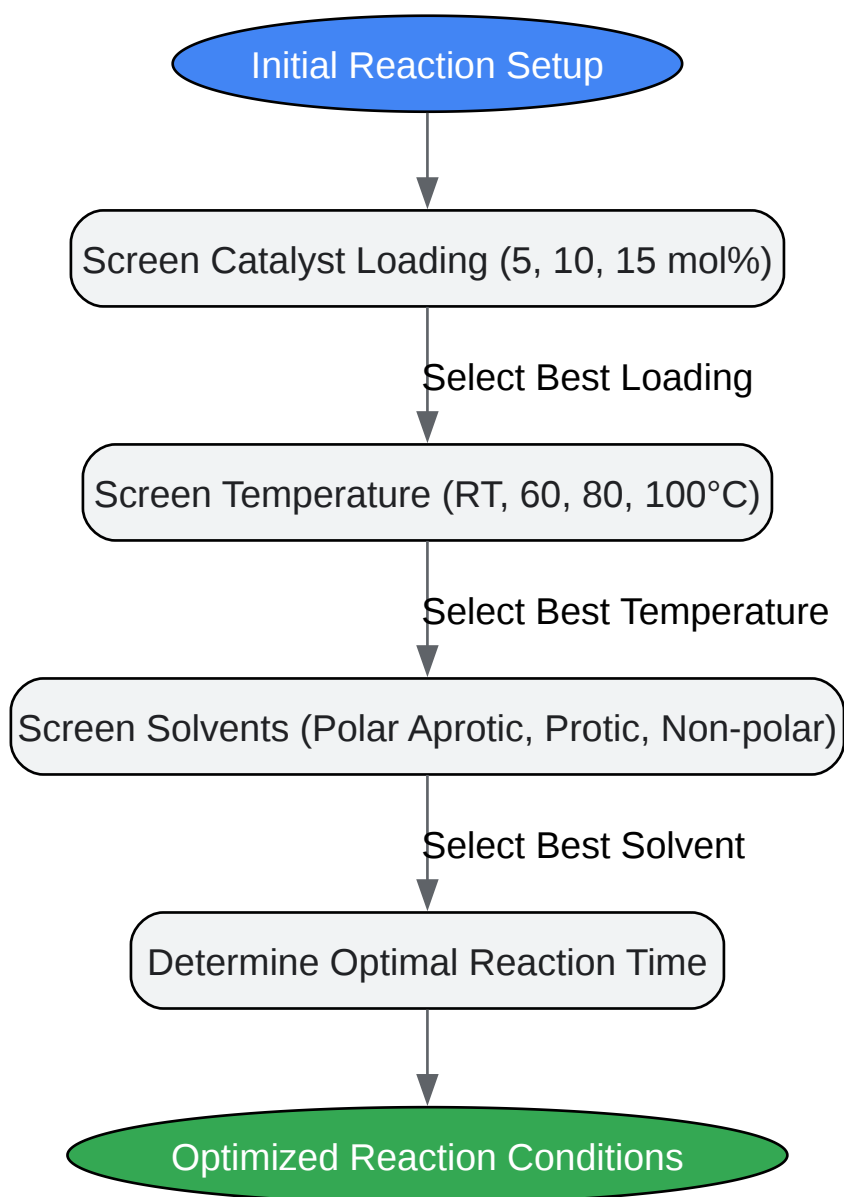 Initial Reaction Setup
Screen Catalyst Loading (5, 10, 15 mol%)
Select Best Loading
Screen Temperature (RT, 60, 80, 100°C)
Select Best Temperature
Screen Solvents (Polar Aprotic, Protic, Non-polar)
Select Best Solvent
Determine Optimal Reaction Time
Optimized Reaction Conditions